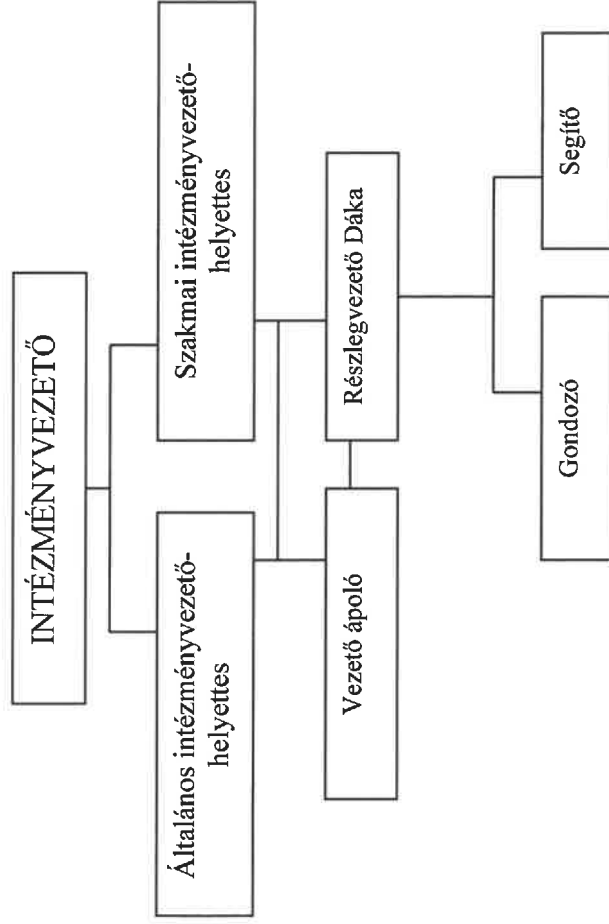 INTÉZMÉNYVEZETŐ
Általános intézményvezető-
helyettes
Szakmai intézményvezető-
helyettes
Vezető ápoló
Részlegvezető Dáka
Gondozó
Segítő